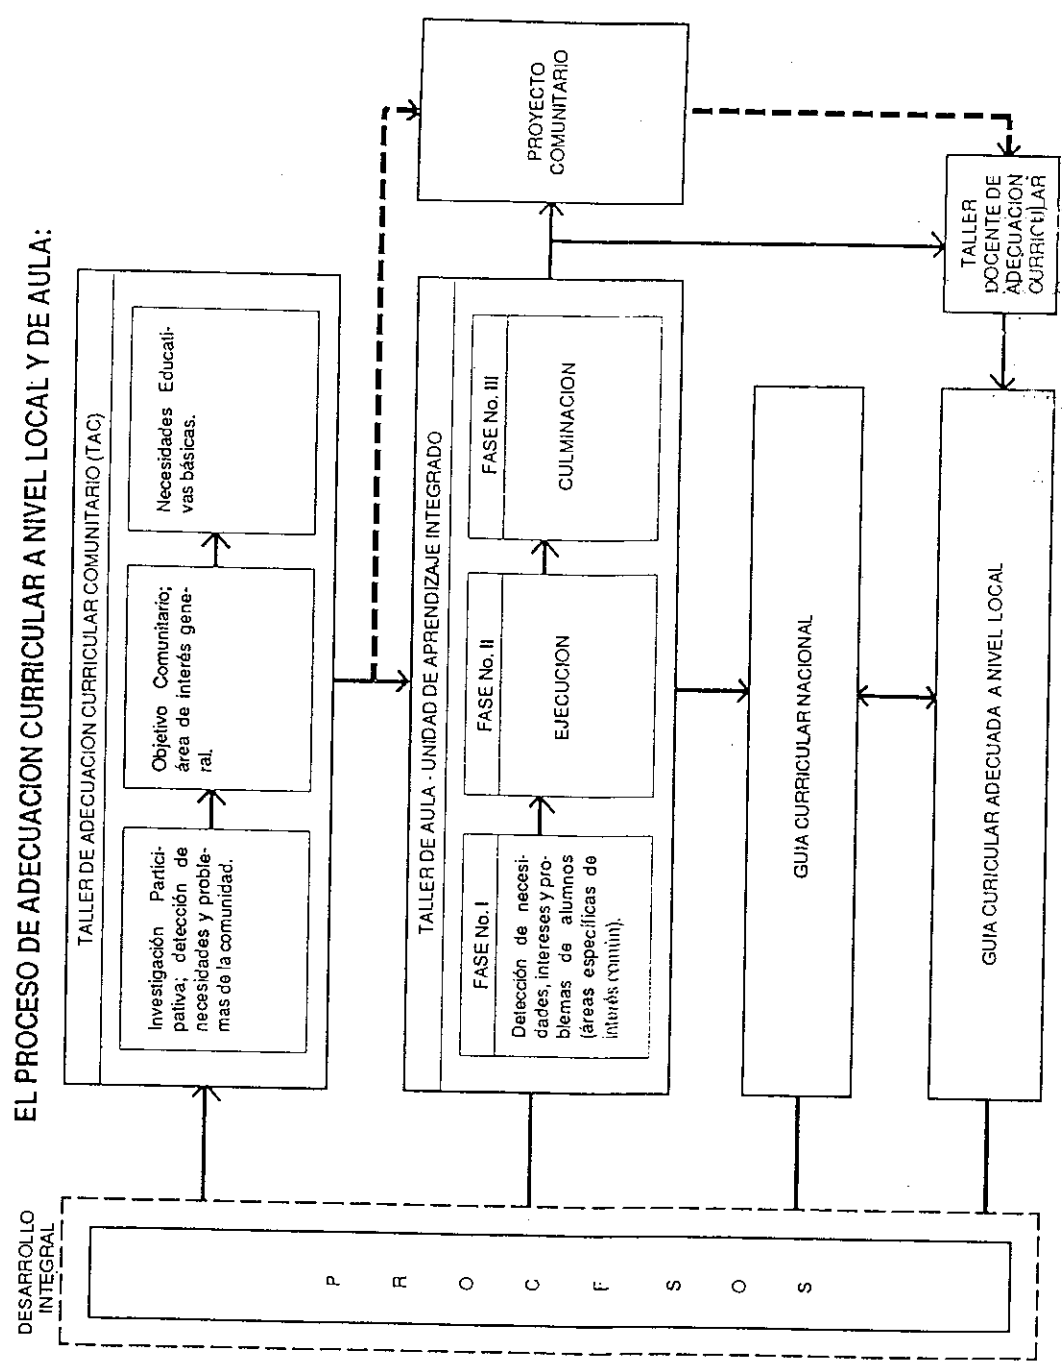 EL PROCESO DE ADECUACION CURRICULAR A NIVEL LOCAL Y DE AULA:
DESARROLLO
INTEGRAL
P R O C E S O S
TALLER DE ADECUACION CURRICULAR COMUNITARIO (TAC)
Investigación Partici-
pativa; detección de
necesidades y proble-
mas de la comunidad.
Objetivo Comunitario;
área de interés gene-
ral.
Necesidades Educati-
vas básicas.
TALLER DE AULA - UNIDAD DE APRENDIZAJE INTEGRADO
FASE No. I
Detección de necesi-
dades, intereses y pro-
blemas de alumnos
(áreas específicas de
interés común).
FASE No. II
EJECUCION
FASE No. III
CULMINACION
PROYECTO
COMUNITARIO
GUIA CURRICULAR NACIONAL
TALLER
DOCENTE DE
ADECUACION
CURRICULAR
GUIA CURICULAR ADECUADA A NIVEL LOCAL